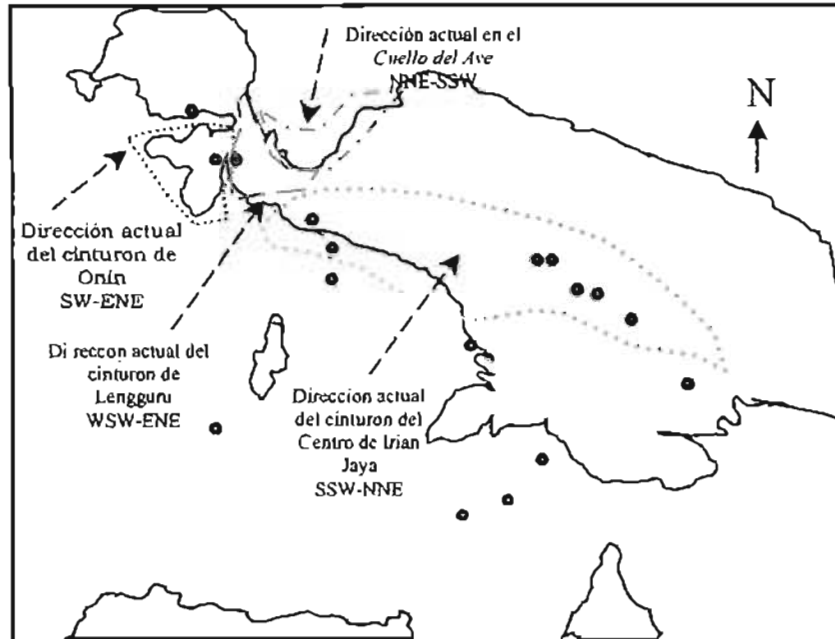 Dirección actual en el
Cuello del Ave
NNE-SSW
N
Dirección actual
del cinturon de
Onín
SW-ENE
Di reccon actual del
cinturon de
Lengguru
WSW-ENE
Direccion actual
del cinturon del
Centro de Irian
Jaya
SSW-NNE